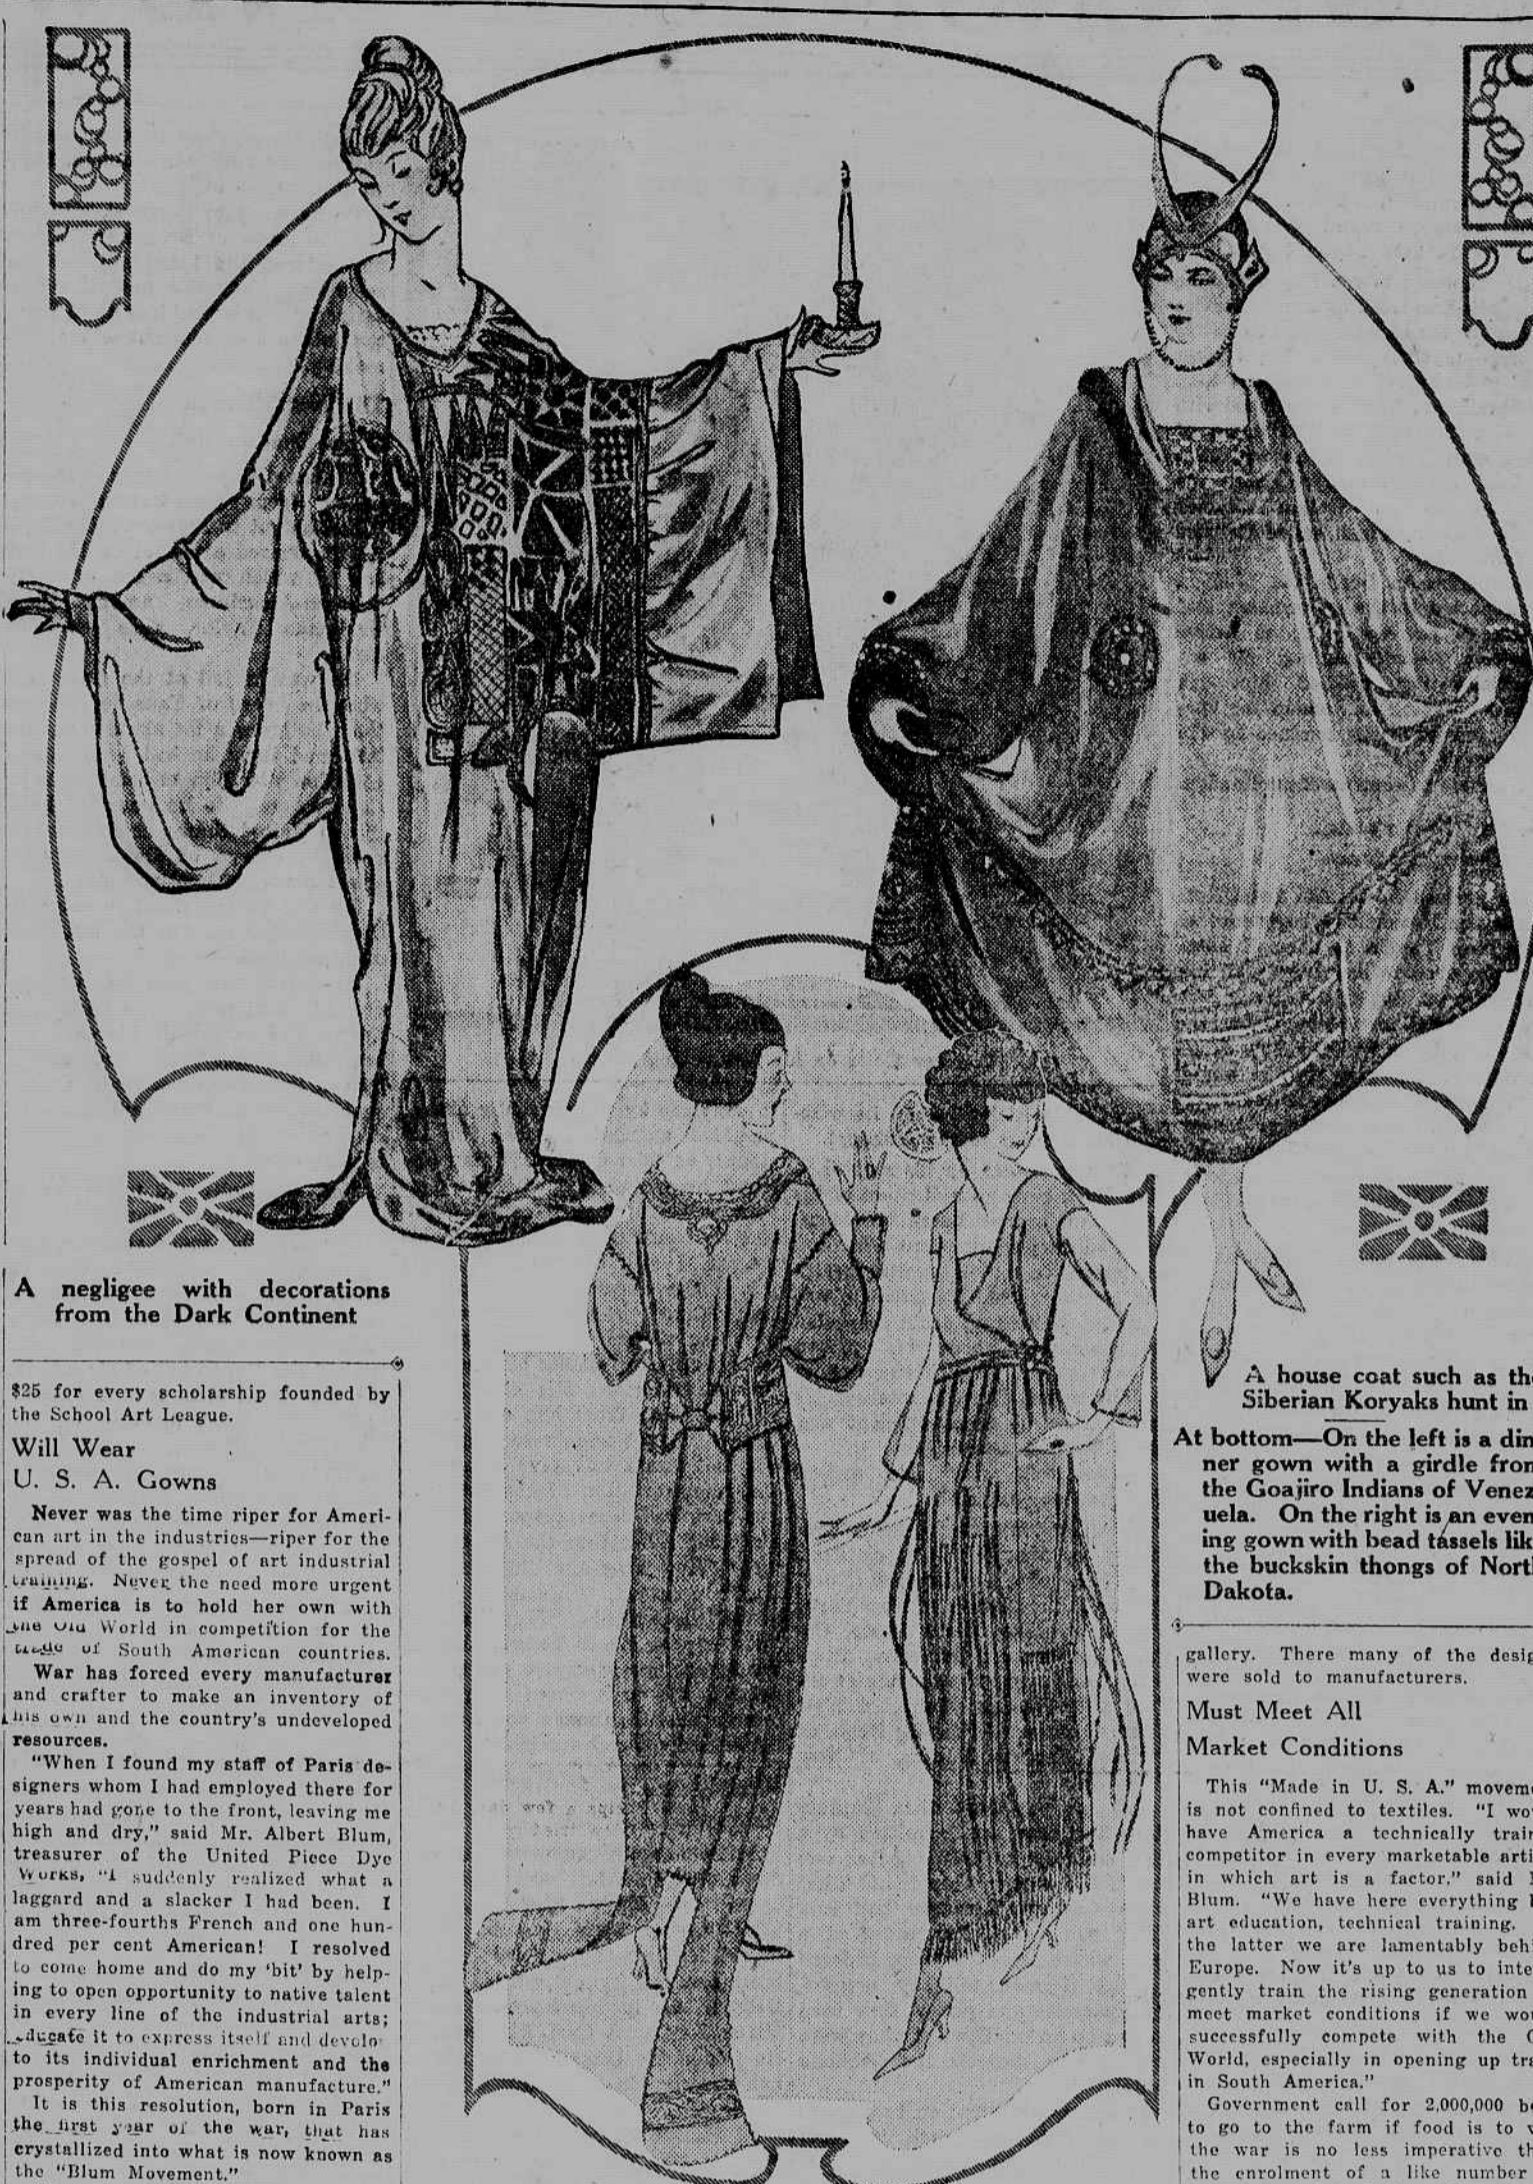 A negligee with decorations
from the Dark Continent
$25 for every scholarship founded by
the School Art League.
Will Wear
U. S. A. Gowns
Never was the time riper for Ameri-
can art in the industries—riper for the
spread of the gospel of art industrial
training. Never the need more urgent
if America is to hold her own with
the Old World in competition for the
trade of South American countries.
War has forced every manufacturer
and crafter to make an inventory of
his own and the country's undeveloped
resources.
"When I found my staff of Paris de-
signers whom I had employed there for
years had gone to the front, leaving me
high and dry," said Mr. Albert Blum,
treasurer of the United Piece Dye
Works, "I suddenly realized what a
laggard and a slacker I had been. I
am three-fourths French and one hun-
dred per cent American! I resolved
to come home and do my 'bit' by help-
ing to open opportunity to native talent
in every line of the industrial arts;
educate it to express itself and develo
to its individual enrichment and the
prosperity of American manufacture."
It is this resolution, born in Paris
the first year of the war, that has
crystallized into what is now known as
the "Blum Movement."
A house coat such as the
Siberian Koryaks hunt in
At bottom—On the left is a din
ner gown with a girdle from
the Goajiro Indians of Venez
uela. On the right is an even
ing gown with bead tassels lik
the buckskin thongs of North
Dakota.
gallery. There many of the desig
were sold to manufacturers.
Must Meet All
Market Conditions
This "Made in U. S. A." moveme
is not confined to textiles. "I wo
have America a technically train
competitor in every marketable arti
in which art is a factor." said
Blum. "We have here everything
art education, technical training.
the latter we are lamentably behi
Europe. Now it's up to us to inte
gently train the rising generation
meet market conditions if we wo
successfully compete with the
World, especially in opening up tra
in South America."
Government call for 2,000,000 b
to go to the farm if food is to
the war is no less imperative th
the enrolment of a like number